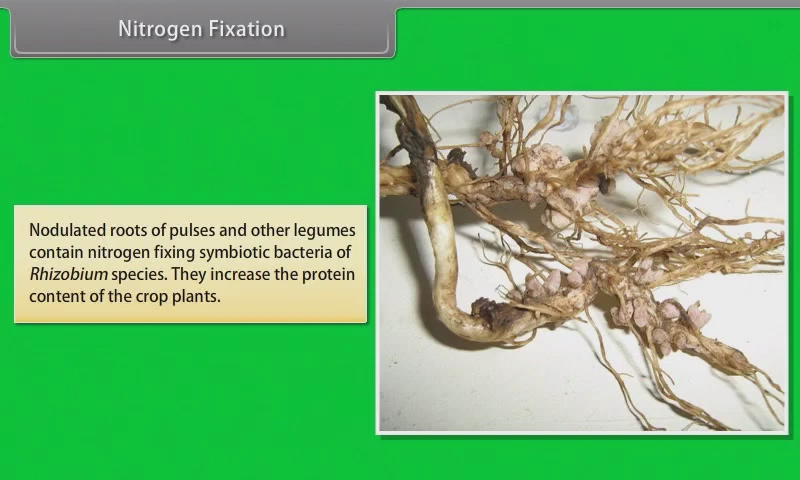 Nitrogen Fixation
Nodulated roots of pulses and other legumes
contain nitrogen fixing symbiotic bacteria of
Rhizobium species. They increase the protein
content of the crop plants.